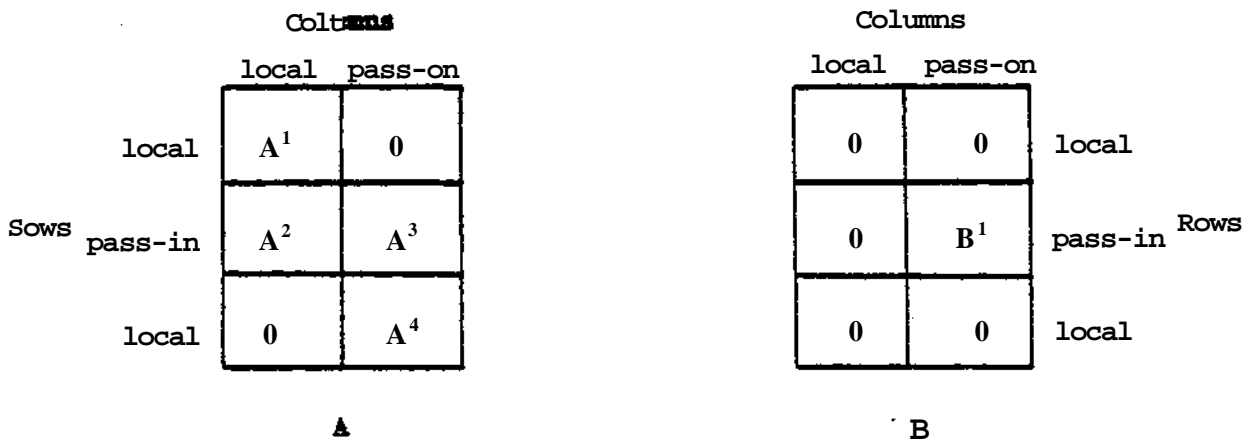 Columns
local pass-on
local A¹ 0
Sows pass-in A² A³
local 0 A⁴
A
Columns
local pass-on
0 0 local
0 B¹ pass-in Rows
0 0 local
B